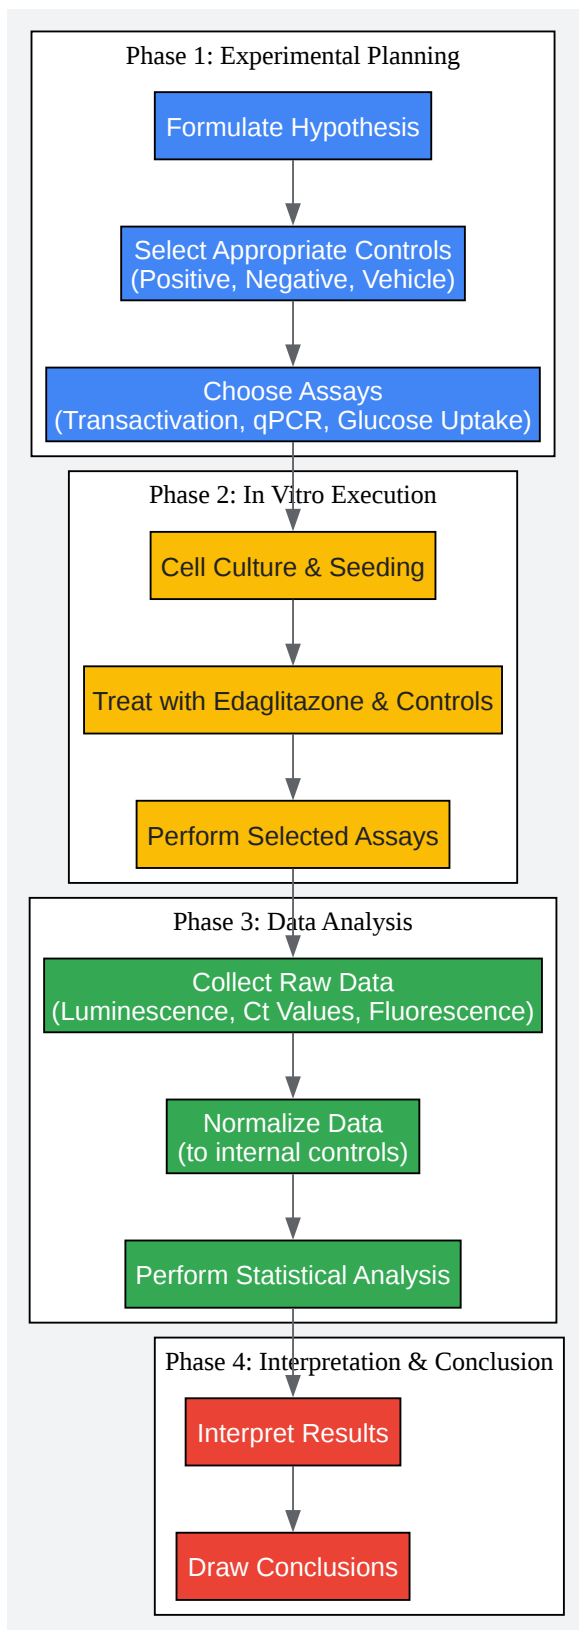 Phase 1: Experimental Planning
Formulate Hypothesis
Select Appropriate Controls
(Positive, Negative, Vehicle)
Choose Assays
(Transactivation, qPCR, Glucose Uptake)
Phase 2: In Vitro Execution
Cell Culture & Seeding
Treat with Edaglitazone & Controls
Perform Selected Assays
Phase 3: Data Analysis
Collect Raw Data
(Luminescence, Ct Values, Fluorescence)
Normalize Data
(to internal controls)
Perform Statistical Analysis
Phase 4: Interpretation & Conclusion
Interpret Results
Draw Conclusions